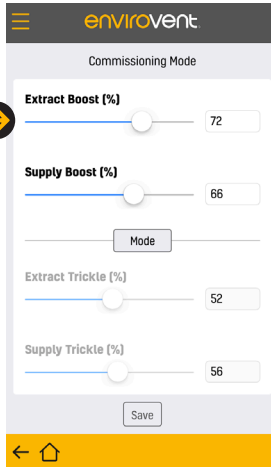 envirovent
Commissioning Mode
Extract Boost (%)
72
Supply Boost (%)
66
Mode
Extract Trickle (%)
52
Supply Trickle (%)
56
Save